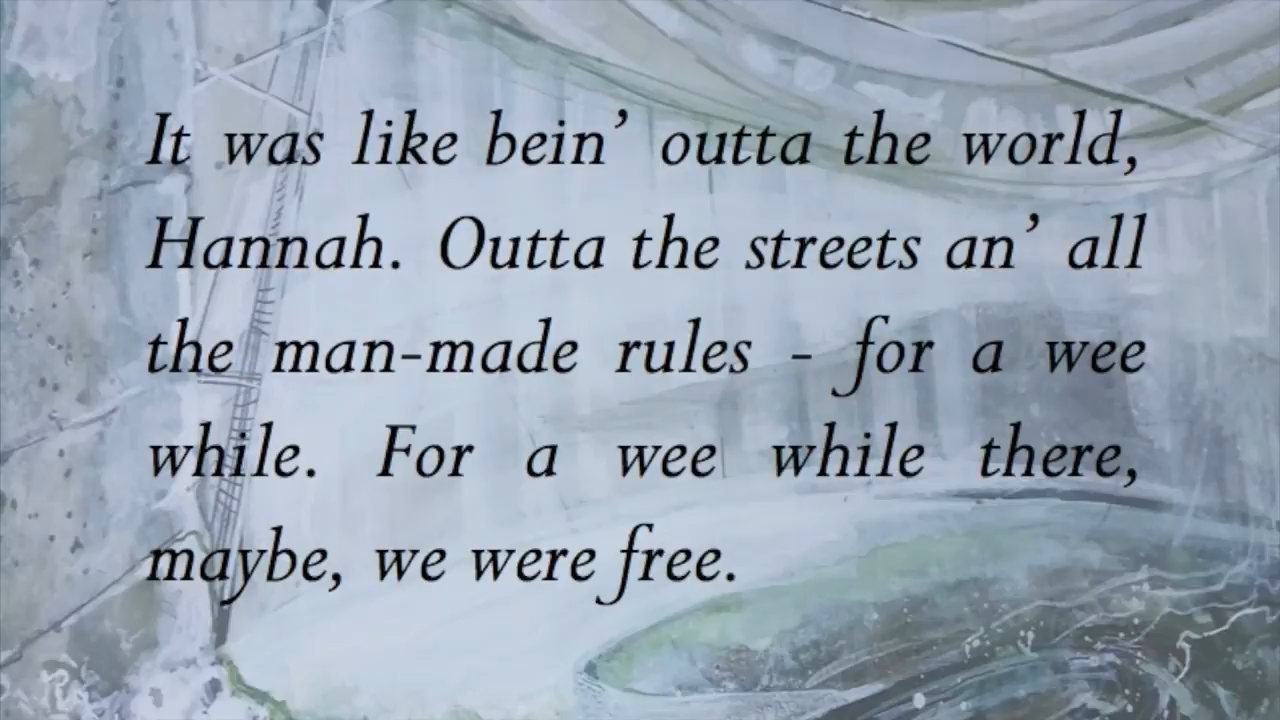 It was like bein’ outta the world,
Hannah. Outta the streets an’ all
the man-made rules - for a wee
while. For a wee while there,
maybe, we were free.